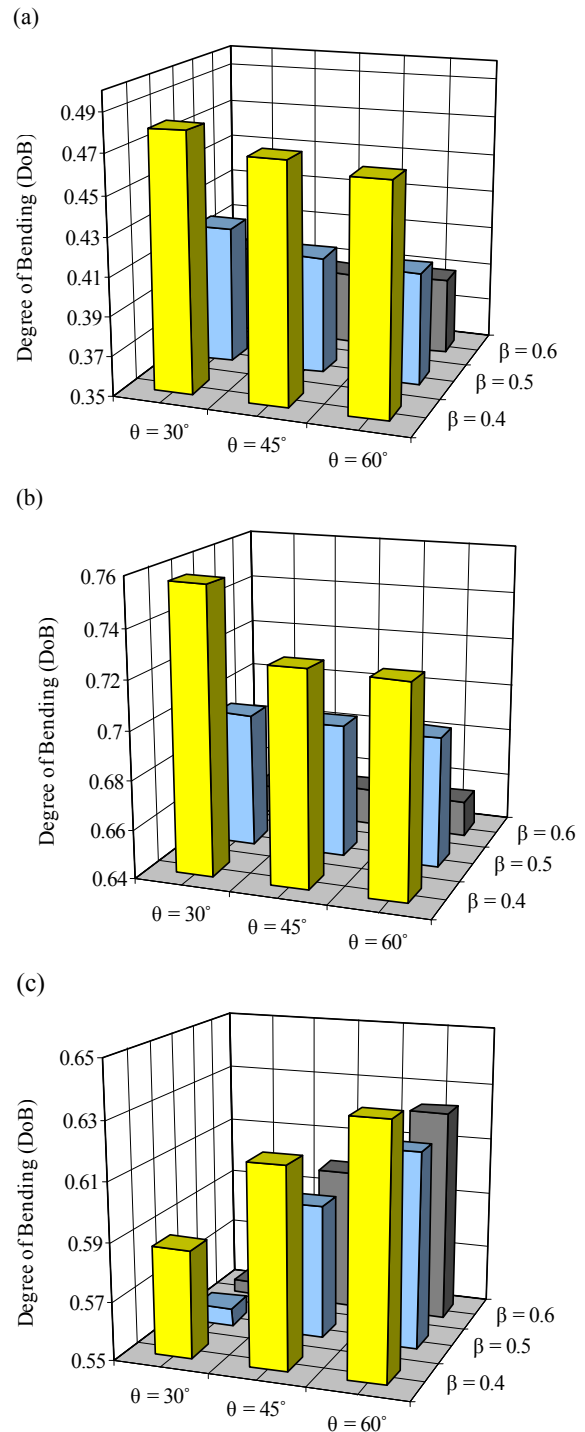 (a)
Degree of Bending (DoB)
0.49
0.47
0.45
0.43
0.41
0.39
0.37
0.35
θ = 30˚
θ = 45˚
θ = 60˚
β = 0.6
β = 0.5
β = 0.4
(b)
Degree of Bending (DoB)
0.76
0.74
0.72
0.7
0.68
0.66
0.64
θ = 30˚
θ = 45˚
θ = 60˚
β = 0.6
β = 0.5
β = 0.4
(c)
Degree of Bending (DoB)
0.65
0.63
0.61
0.59
0.57
0.55
θ = 30˚
θ = 45˚
θ = 60˚
β = 0.6
β = 0.5
β = 0.4